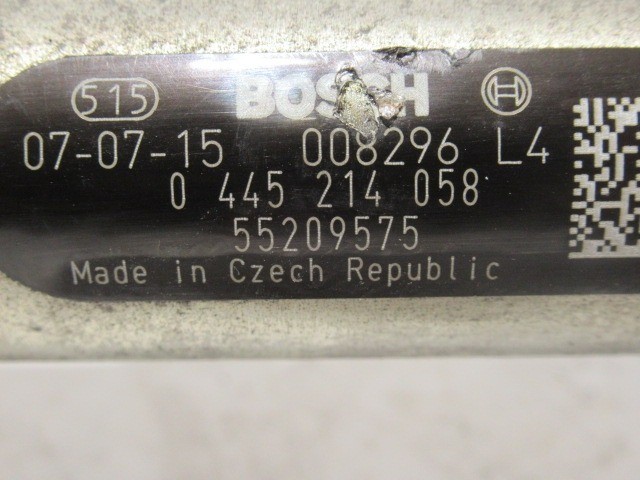 515 BOSCH
07-07-15 008296 L4
0 445 214 058
55209575
Made in Czech Republic